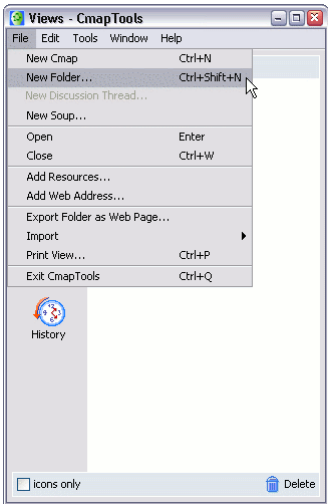 Views - CmapTools
File Edit Tools Window Help
New Cmap Ctrl+N
New Folder... Ctrl+Shift+N
New Discussion Thread...
New Soup...
Open Enter
Close Ctrl+W
Add Resources...
Add Web Address...
Export Folder as Web Page...
Import
Print View... Ctrl+P
Exit CmapTools Ctrl+Q
History
icons only Delete